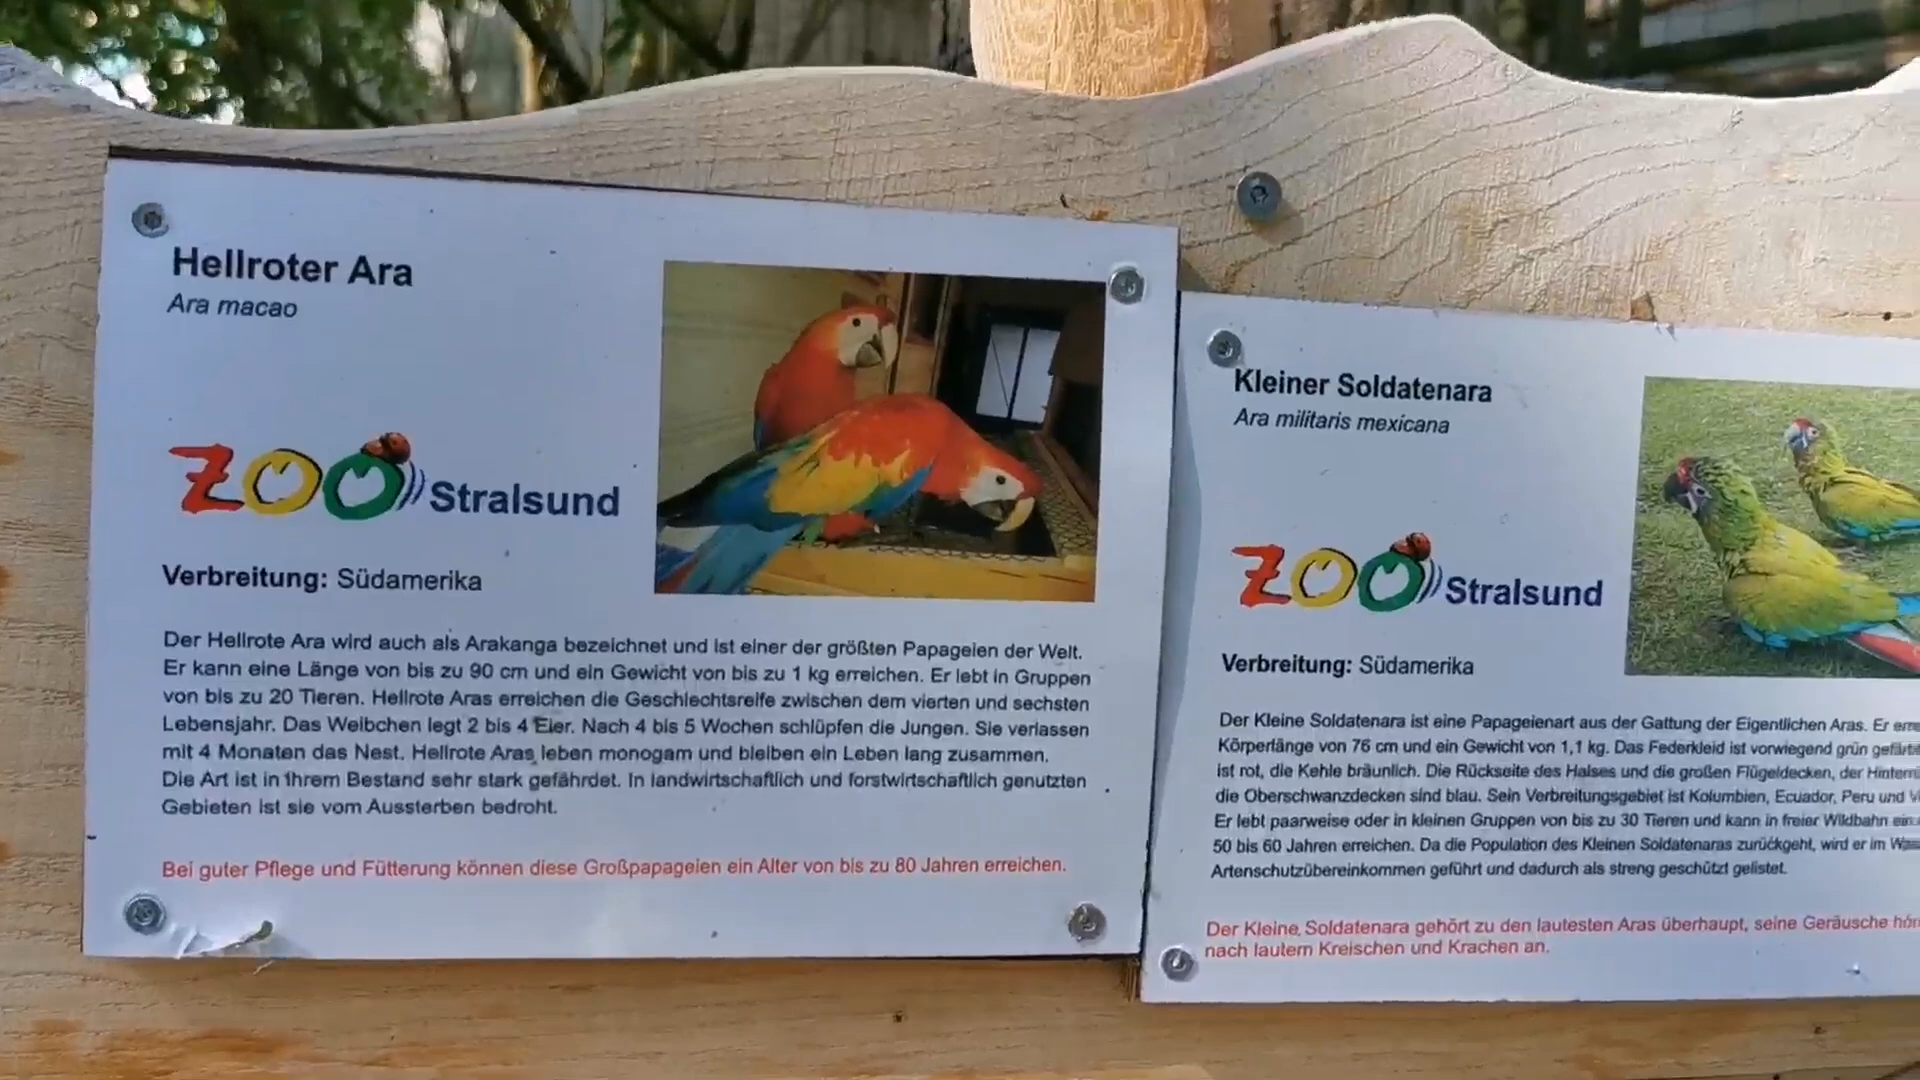 Hellroter Ara
Ara macao
ZOO Stralsund
Verbreitung: Südamerika
Der Hellrote Ara wird auch als Arakanga bezeichnet und ist einer der größten Papageien der Welt.
Er kann eine Länge von bis zu 90 cm und ein Gewicht von bis zu 1 kg erreichen. Er lebt in Gruppen
von bis zu 20 Tieren. Hellrote Aras erreichen die Geschlechtsreife zwischen dem vierten und sechsten
Lebensjahr. Das Weibchen legt 2 bis 4 Eier. Nach 4 bis 5 Wochen schlüpfen die Jungen. Sie verlassen
mit 4 Monaten das Nest. Hellrote Aras leben monogam und bleiben ein Leben lang zusammen.
Die Art ist in ihrem Bestand sehr stark gefährdet. In landwirtschaftlich und forstwirtschaftlich genutzten
Gebieten ist sie vom Aussterben bedroht.
Bei guter Pflege und Fütterung können diese Großpapageien ein Alter von bis zu 80 Jahren erreichen.
Kleiner Soldatenara
Ara militaris mexicana
ZOO Stralsund
Verbreitung: Südamerika
Der Kleine Soldatenara ist eine Papageienart aus der Gattung der Eigentlichen Aras. Er
Körperlänge von 76 cm und ein Gewicht von 1,1 kg. Das Federkleid ist vorwiegend grün
ist rot, die Kehle bräunlich. Die Rückseite des Halses und die großen Flügeldecken, der
die Oberschwanzdecken sind blau. Sein Verbreitungsgebiet ist Kolumbien, Ecuador, Peru und
Er lebt paarweise oder in kleinen Gruppen von bis zu 30 Tieren und kann in freier Wildbahn
50 bis 60 Jahren erreichen. Da die Population des Kleinen Soldatenaras zurückgeht, wird er im
Artenschutzübereinkommen geführt und dadurch als streng geschützt gelistet.
Der Kleine Soldatenara gehört zu den lautesten Aras überhaupt, seine Geräusche
nach lautem Kreischen und Krachen an.